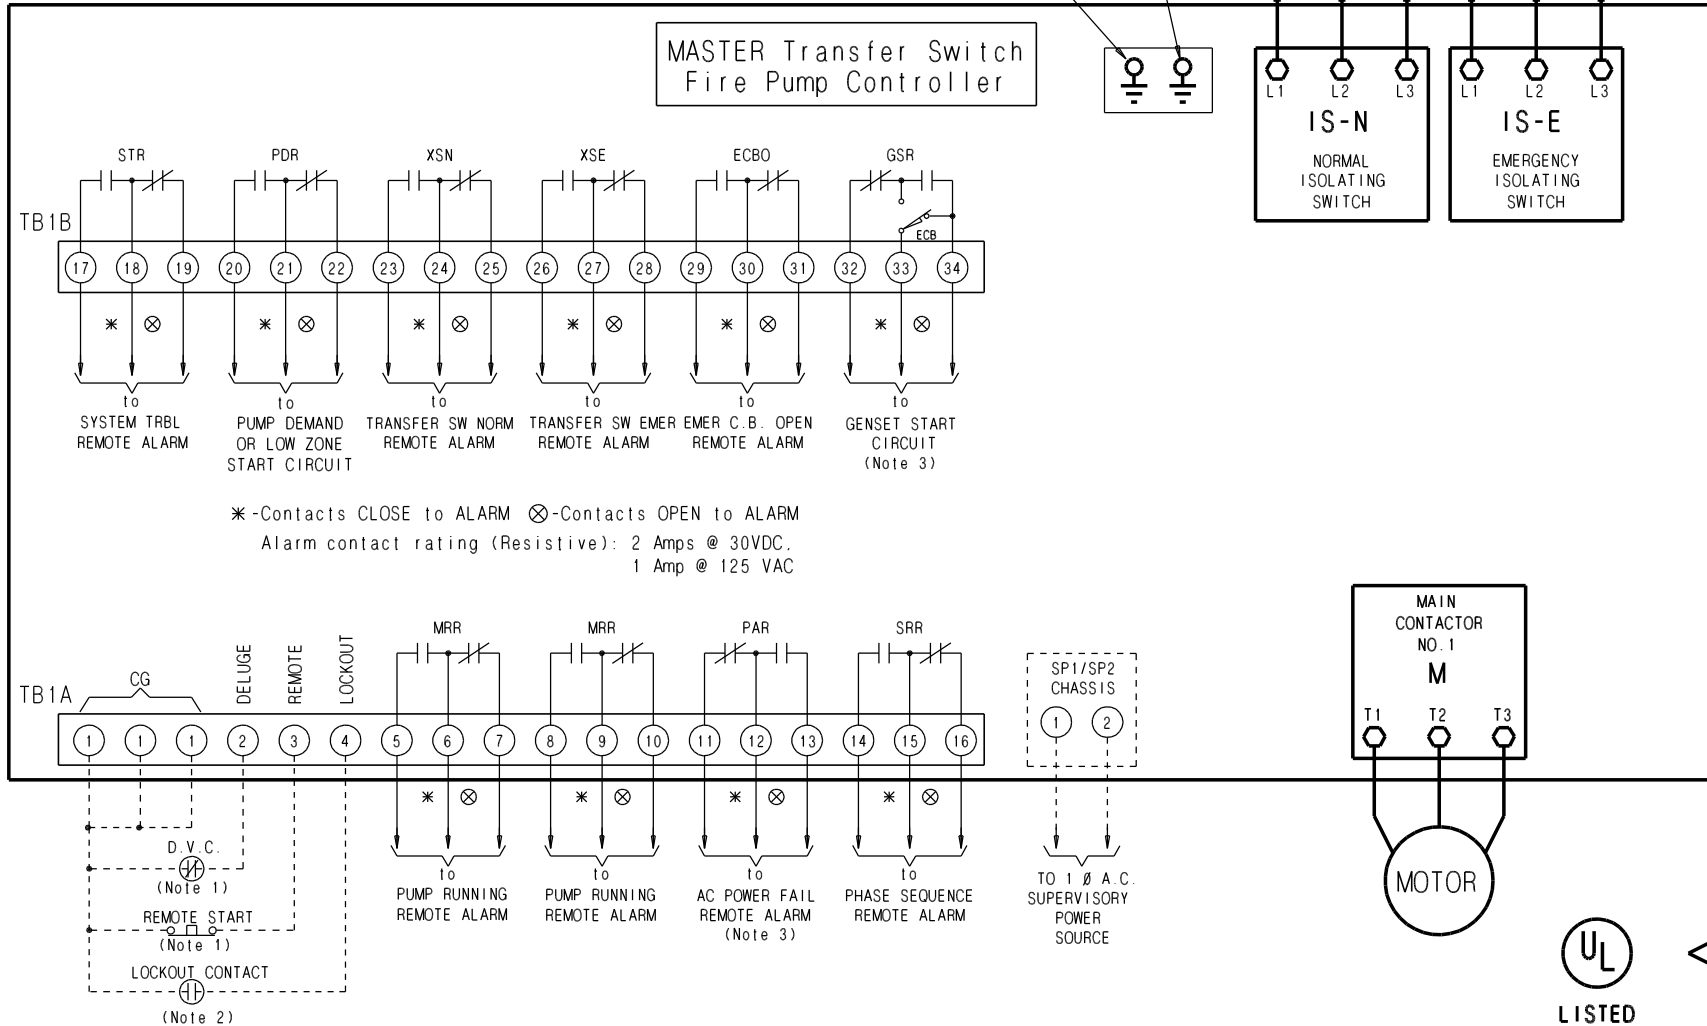 MASTER Transfer Switch
Fire Pump Controller
L1 L2 L3
IS-N
NORMAL
ISOLATING
SWITCH
L1 L2 L3
IS-E
EMERGENCY
ISOLATING
SWITCH
STR PDR XSN XSE ECBO GSR
ECB
TB1B
17 18 19 20 21 22 23 24 25 26 27 28 29 30 31 32 33 34
to
SYSTEM TRBL
REMOTE ALARM
to
PUMP DEMAND
OR LOW ZONE
START CIRCUIT
to
TRANSFER SW NORM
REMOTE ALARM
to
TRANSFER SW EMER
REMOTE ALARM
to
EMER C.B. OPEN
REMOTE ALARM
to
GENSET START
CIRCUIT
(Note 3)
* -Contacts CLOSE to ALARM ⊗-Contacts OPEN to ALARM
Alarm contact rating (Resistive): 2 Amps @ 30VDC,
1 Amp @ 125 VAC
TB1A
CG
DELUGE
REMOTE
LOCKOUT
MRR MRR PAR SRR
1 1 1 2 3 4 5 6 7 8 9 10 11 12 13 14 15 16
D.V.C.
(Note 1)
REMOTE START
(Note 1)
LOCKOUT CONTACT
(Note 2)
to
PUMP RUNNING
REMOTE ALARM
to
PUMP RUNNING
REMOTE ALARM
to
AC POWER FAIL
REMOTE ALARM
(Note 3)
to
PHASE SEQUENCE
REMOTE ALARM
SP1/SP2
CHASSIS
1 2
TO 1 Ø A.C.
SUPERVISORY
POWER
SOURCE
MAIN
CONTACTOR
NO.1
M
T1 T2 T3
MOTOR
UL
LISTED